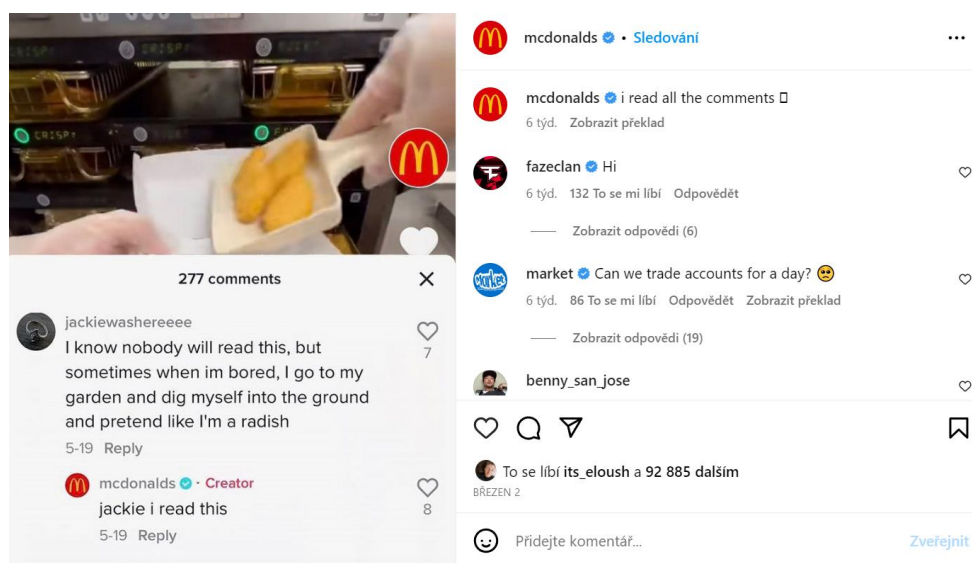 CRISPY
CRISPY
277 comments
jackiewashereeee
I know nobody will read this, but
sometimes when im bored, I go to my
garden and dig myself into the ground
and pretend like I'm a radish
7
5-19 Reply
mcdonalds · Creator
jackie i read this
8
5-19 Reply
mcdonalds • Sledování
mcdonalds i read all the comments
6 týd. Zobrazit překlad
fazeclan Hi
6 týd. 132 To se mi líbí Odpovědět
Zobrazit odpovědi (6)
market Can we trade accounts for a day? 🥺
6 týd. 86 To se mi líbí Odpovědět Zobrazit překlad
Zobrazit odpovědi (19)
benny_san_jose
To se líbí its_eloush a 92 885 dalším
BŘEZEN 2
Přidejte komentář...
Zveřejnit